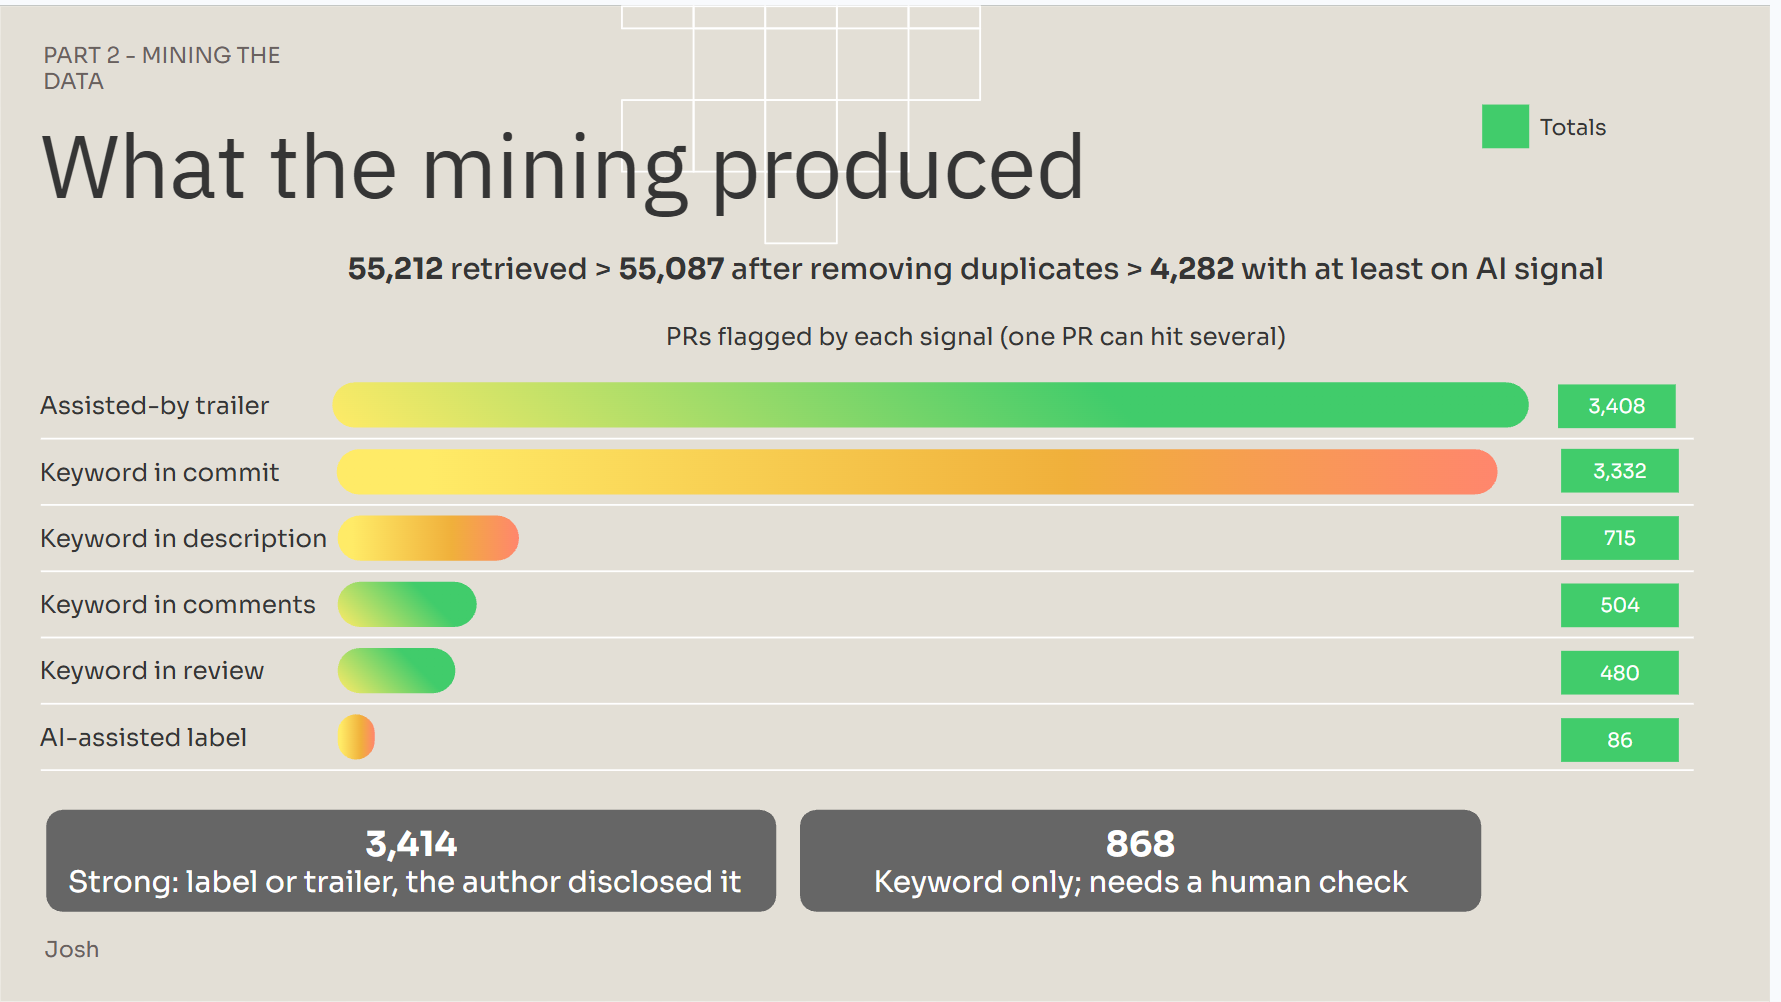 PART 2 - MINING THE
DATA
What the mining produced
Totals
55,212 retrieved > 55,087 after removing duplicates > 4,282 with at least on AI signal
PRs flagged by each signal (one PR can hit several)
Assisted-by trailer 3,408
Keyword in commit 3,332
Keyword in description 715
Keyword in comments 504
Keyword in review 480
AI-assisted label 86
3,414
Strong: label or trailer, the author disclosed it
868
Keyword only; needs a human check
Josh